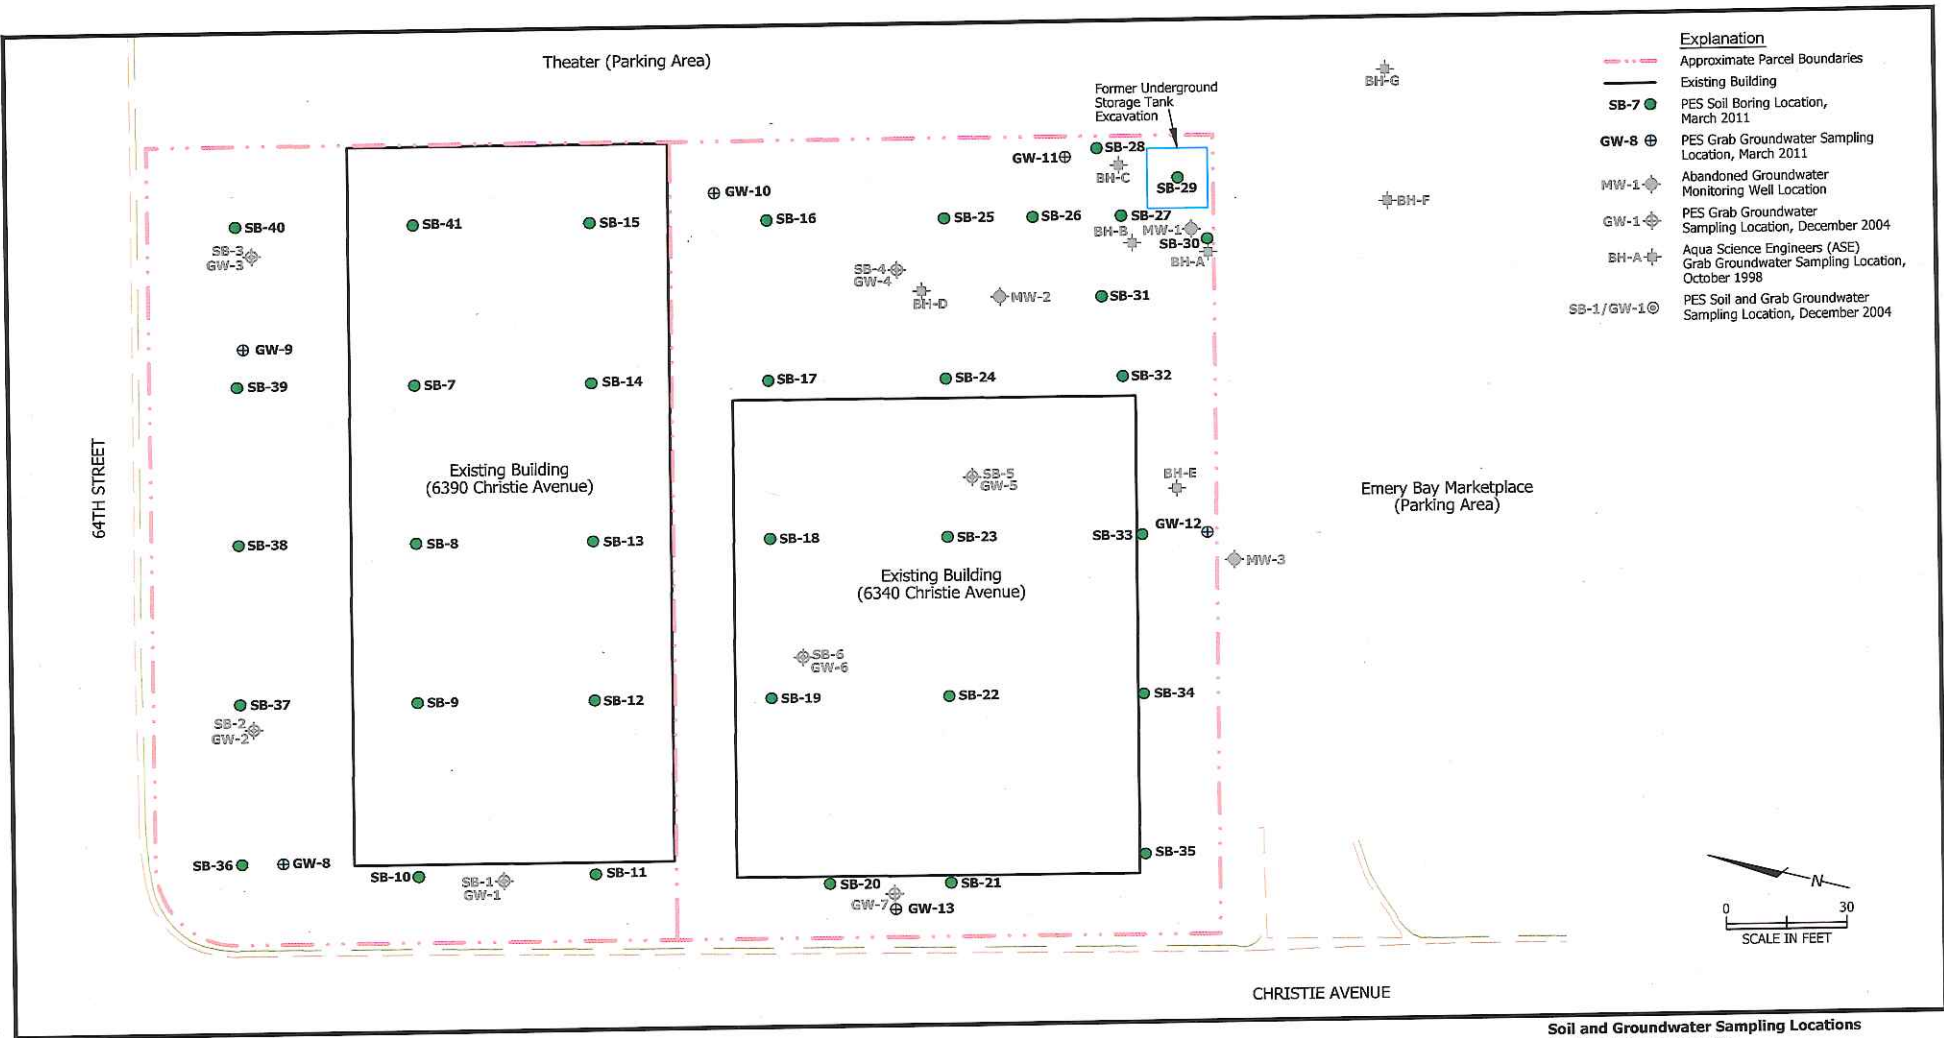 Theater (Parking Area)
Former Underground
Storage Tank
Excavation
Explanation
Approximate Parcel Boundaries
Existing Building
SB-7 PES Soil Boring Location,
March 2011
GW-8 PES Grab Groundwater Sampling
Location, March 2011
MW-1 Abandoned Groundwater
Monitoring Well Location
GW-1 PES Grab Groundwater
Sampling Location, December 2004
BH-A Aqua Science Engineers (ASE)
Grab Groundwater Sampling Location,
October 1998
SB-1/GW-1 PES Soil and Grab Groundwater
Sampling Location, December 2004
BH-G
GW-11
SB-28
BH-C
SB-29
GW-10
BH-F
SB-40
SB-41
SB-15
SB-16
SB-25
SB-26
SB-27
BH-B
MW-1
SB-30
BH-A
SB-3
GW-3
SB-4
GW-4
BH-D
MW-2
SB-31
GW-9
SB-39
SB-7
SB-14
SB-17
SB-24
SB-32
64TH STREET
Existing Building
(6390 Christie Avenue)
SB-5
GW-5
BH-E
Emery Bay Marketplace
(Parking Area)
SB-38
SB-8
SB-13
SB-18
SB-23
SB-33
GW-12
MW-3
Existing Building
(6340 Christie Avenue)
SB-6
GW-6
SB-37
SB-9
SB-12
SB-19
SB-22
SB-34
SB-2
GW-2
SB-36
GW-8
SB-10
SB-1
GW-1
SB-11
SB-20
SB-21
SB-35
GW-7
GW-13
N
0 30
SCALE IN FEET
CHRISTIE AVENUE
Soil and Groundwater Sampling Locations